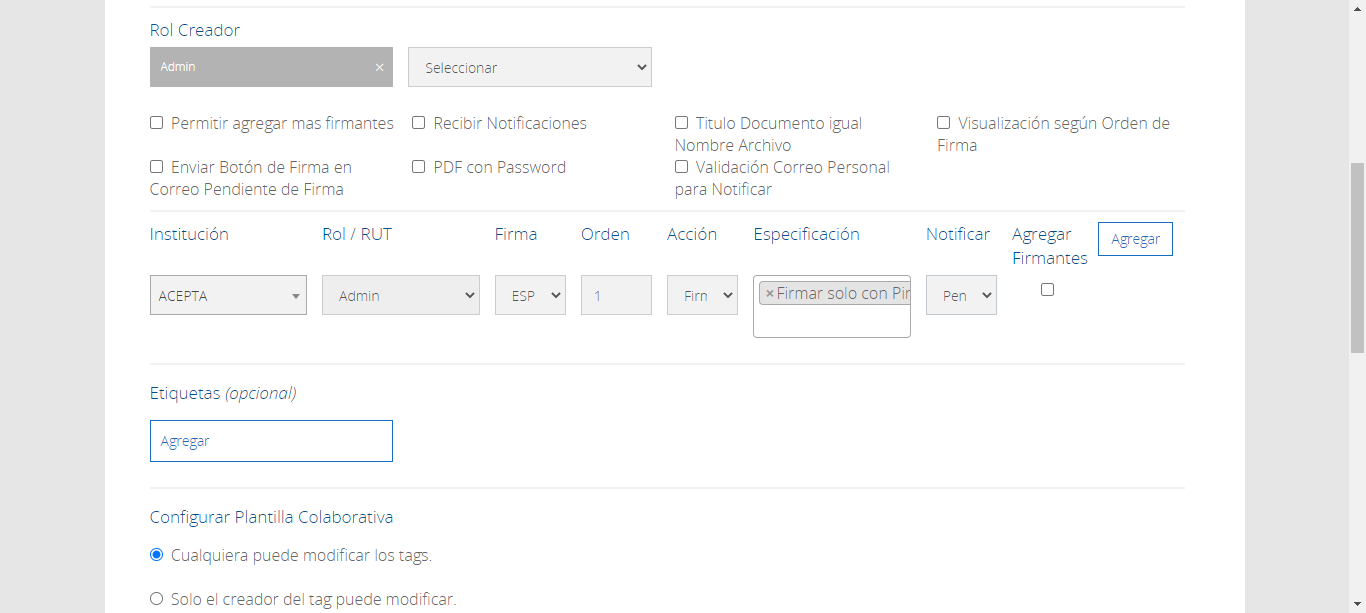 Rol Creador
Admin ×
Seleccionar
Permitir agregar mas firmantes
Recibir Notificaciones
Titulo Documento igual
Nombre Archivo
Visualización según Orden de
Firma
Enviar Botón de Firma en
Correo Pendiente de Firma
PDF con Password
Validación Correo Personal
para Notificar
Institución
Rol / RUT
Firma
Orden
Acción
Especificación
Notificar
Agregar
Firmantes
Agregar
ACEPTA
Admin
ESP
1
Firn
×Firmar solo con Pin
Pen
Etiquetas (opcional)
Agregar
Configurar Plantilla Colaborativa
Cualquiera puede modificar los tags.
Solo el creador del tag puede modificar.